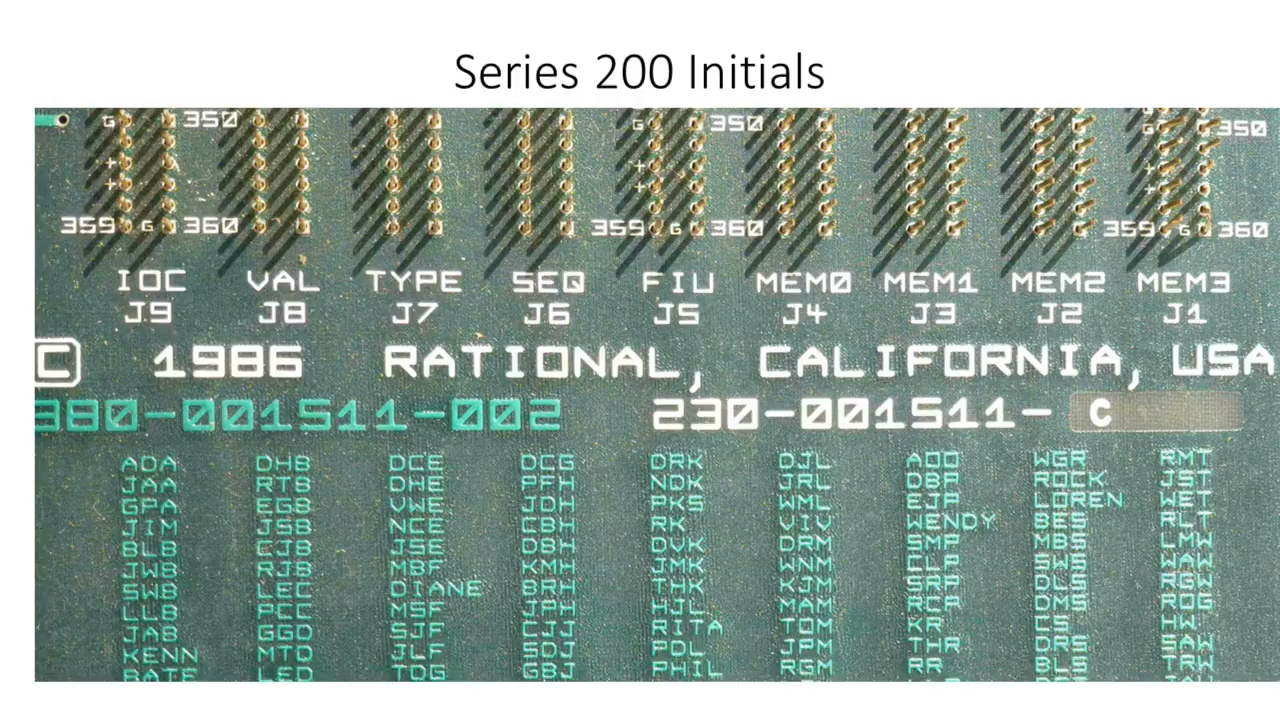 Series 200 Initials
G 350 G 350 G 350
+ +
+ + +
359 G 360 359 G 360 359 G 360
IOC VAL TYPE SEQ FIU MEM0 MEM1 MEM2 MEM3
J9 J8 J7 J6 J5 J4 J3 J2 J1
C 1986 RATIONAL, CALIFORNIA, USA
380-001511-002 230-001511- C
ADA DHB DCE DCG DRK DJL ADD WGR RMT
JAA RTB DHE PFH NDK JRL DBP ROCK JST
GPA EGB VWE JDH PKS WML EJP LOREN WET
JIM JSB NCE CBH RK VIV WENDY BES RLT
BLB CJB JSE DBH DVK DRM SMP MBS LMW
JWB RJB MBF KMH JMK WNM CLP SWS WAW
SWB LEC DIANE BRH THK KJM SRP DLS RGW
LLB PCC MSF JPH HJL MAM RCP DMS ROG
JAB GGD SJF CJJ RITA TOM KR CS HW
KENN MTD JLF SDJ PDL JPM THR DRS SAW
BATE LED TOG GBJ PHIL RGM RR BLS TRW